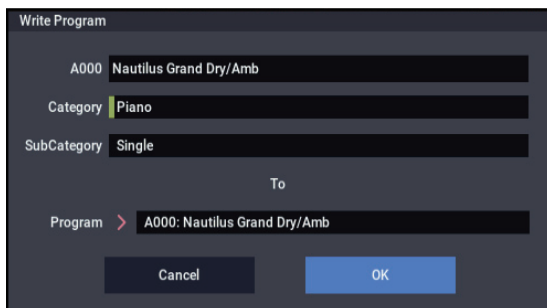 Write Program
A000 Nautilus Grand Dry/Amb
Category Piano
SubCategory Single
To
Program > A000: Nautilus Grand Dry/Amb
Cancel OK